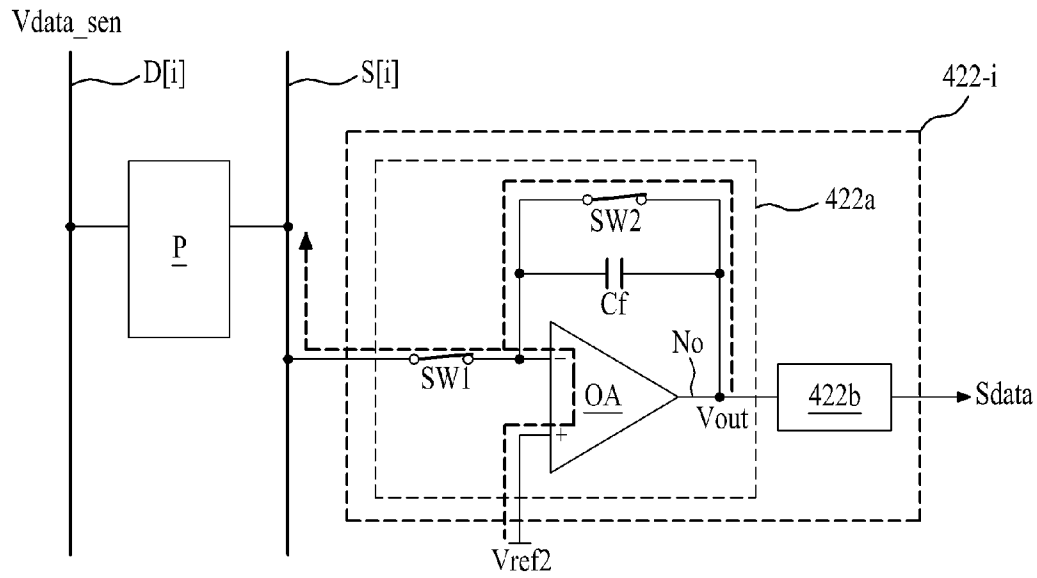 Vdata_sen
D[i]
S[i]
422-i
422a
SW2
P
Cf
No
SW1
−
OA
+
Vout
422b
Sdata
Vref2